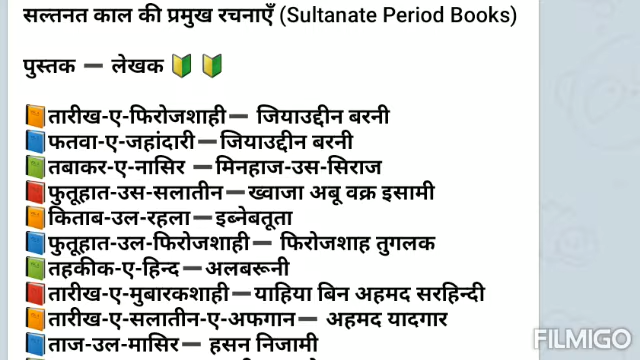 सल्तनत काल की प्रमुख रचनाएँ (Sultanate Period Books)
पुस्तक ➖ लेखक 🔰 🔰
📙तारीख-ए-फिरोजशाही➖ जियाउद्दीन बरनी
📘फतवा-ए-जहांदारी➖जियाउद्दीन बरनी
📗तबाकर-ए-नासिर ➖मिनहाज-उस-सिराज
📕फुतूहात-उस-सलातीन➖ख्वाजा अबू वक्र इसामी
📙किताब-उल-रहला➖इब्नेबतूता
📘फुतूहात-उल-फिरोजशाही➖ फिरोजशाह तुगलक
📗तहकीक-ए-हिन्द➖अलबरूनी
📕तारीख-ए-मुबारकशाही➖याहिया बिन अहमद सरहिन्दी
📙तारीख-ए-सलातीन-ए-अफगान➖ अहमद यादगार
📘ताज-उल-मासिर➖ हसन निजामी
FILMIGO